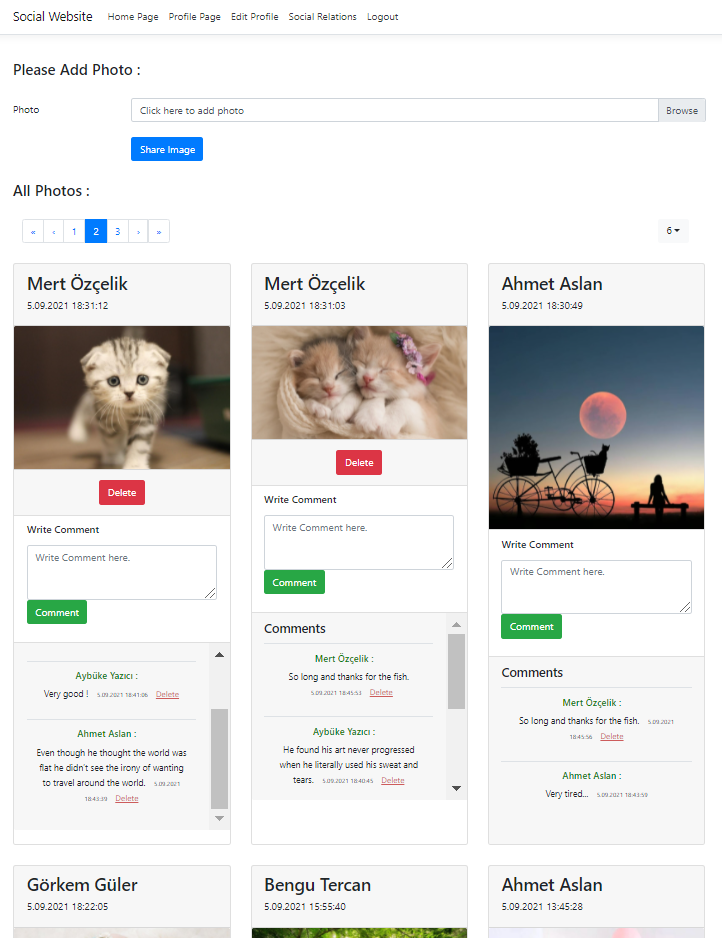 Social Website Home Page Profile Page Edit Profile Social Relations Logout
Please Add Photo :
Photo
Click here to add photo
Browse
Share Image
All Photos :
« ‹ 1 2 3 › »
6
Mert Özçelik
5.09.2021 18:31:12
Delete
Write Comment
Write Comment here.
Comment
Aybüke Yazıcı :
Very good ! 5.09.2021 18:41:06 Delete
Ahmet Aslan :
Even though he thought the world was
flat he didn't see the irony of wanting
to travel around the world. 5.09.2021
18:43:39 Delete
Mert Özçelik
5.09.2021 18:31:03
Delete
Write Comment
Write Comment here.
Comment
Comments
Mert Özçelik :
So long and thanks for the fish.
5.09.2021 18:45:53 Delete
Aybüke Yazıcı :
He found his art never progressed
when he literally used his sweat and
tears. 5.09.2021 18:40:45 Delete
Ahmet Aslan
5.09.2021 18:30:49
Write Comment
Write Comment here.
Comment
Comments
Mert Özçelik :
So long and thanks for the fish. 5.09.2021
18:45:56 Delete
Ahmet Aslan :
Very tired... 5.09.2021 18:43:59
Görkem Güler
5.09.2021 18:22:05
Bengu Tercan
5.09.2021 15:55:40
Ahmet Aslan
5.09.2021 13:45:28